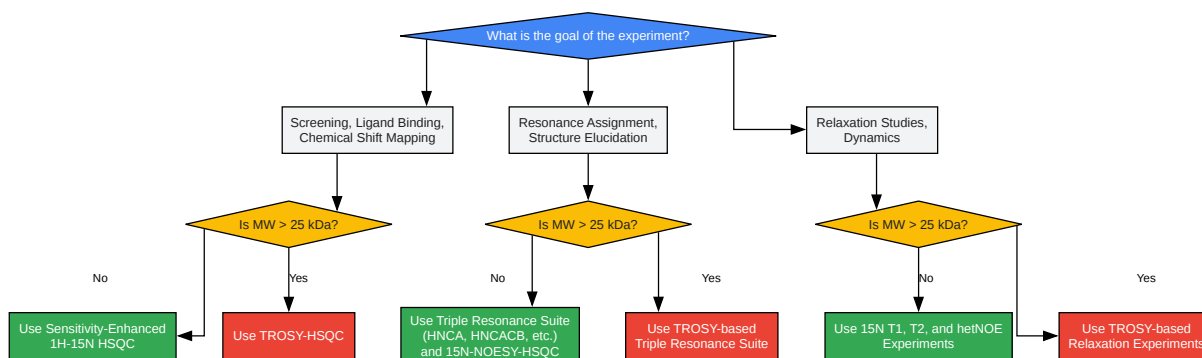 What is the goal of the experiment?
Screening, Ligand Binding,
Chemical Shift Mapping
Resonance Assignment,
Structure Elucidation
Relaxation Studies,
Dynamics
Is MW > 25 kDa?
Is MW > 25 kDa?
Is MW > 25 kDa?
No
Yes
No
Yes
No
Yes
Use Sensitivity-Enhanced
1H-15N HSQC
Use TROSY-HSQC
Use Triple Resonance Suite
(HNCA, HNCACB, etc.)
and 15N-NOESY-HSQC
Use TROSY-based
Triple Resonance Suite
Use 15N T1, T2, and hetNOE
Experiments
Use TROSY-based
Relaxation Experiments